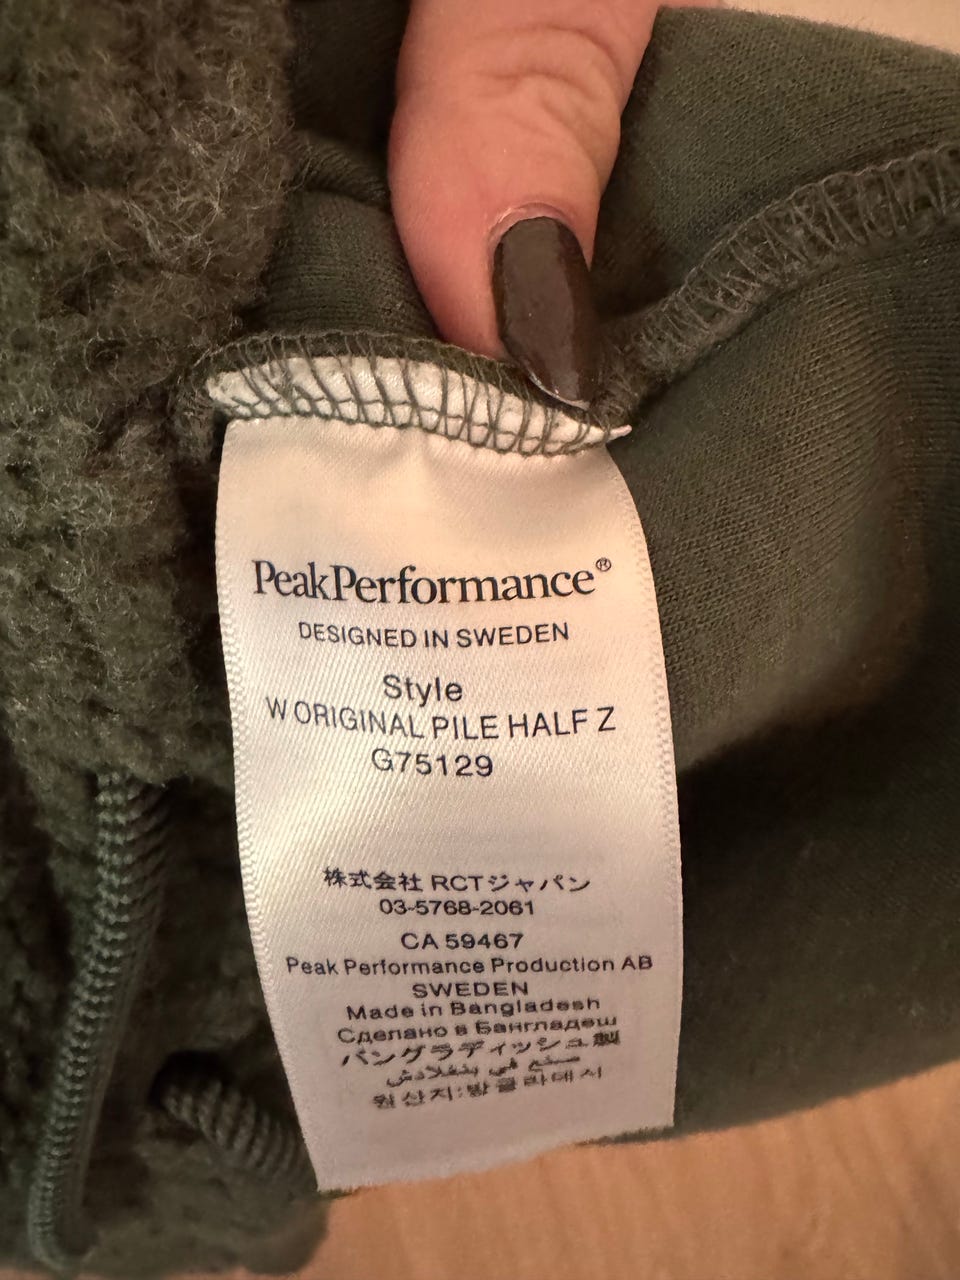 PeakPerformance®
DESIGNED IN SWEDEN
Style
W ORIGINAL PILE HALF Z
G75129
株式会社 RCTジャパン
03-5768-2061
CA 59467
Peak Performance Production AB
SWEDEN
Made in Bangladesh
Сделано в Бангладеш
バングラディッシュ製
صنع في بنغلادش
원산지:방글라데시